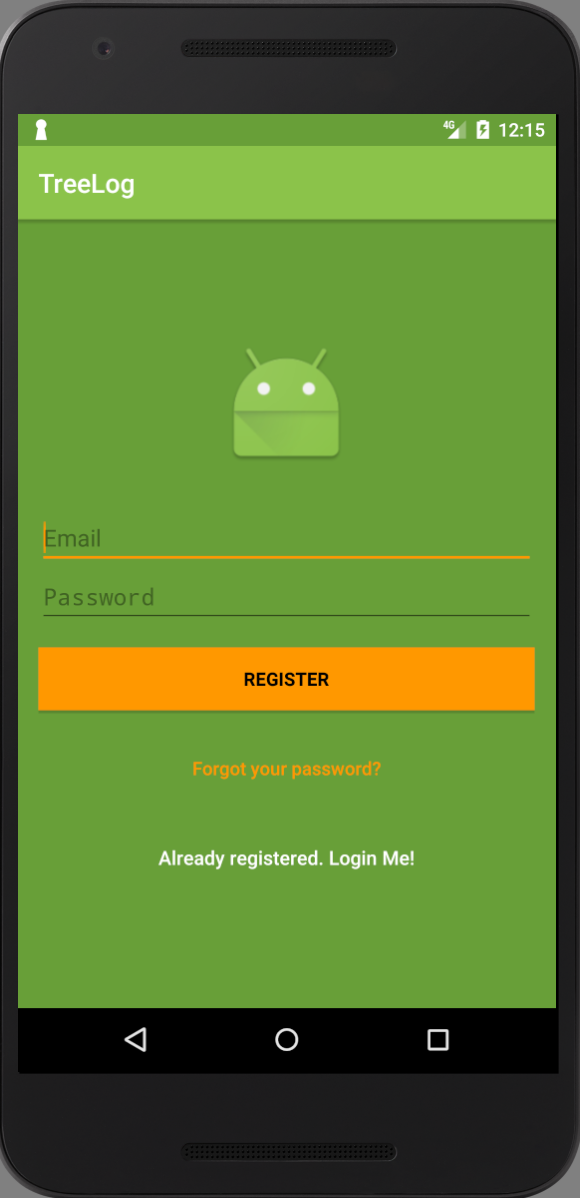 4G 12:15
TreeLog
Email
Password
REGISTER
Forgot your password?
Already registered. Login Me!